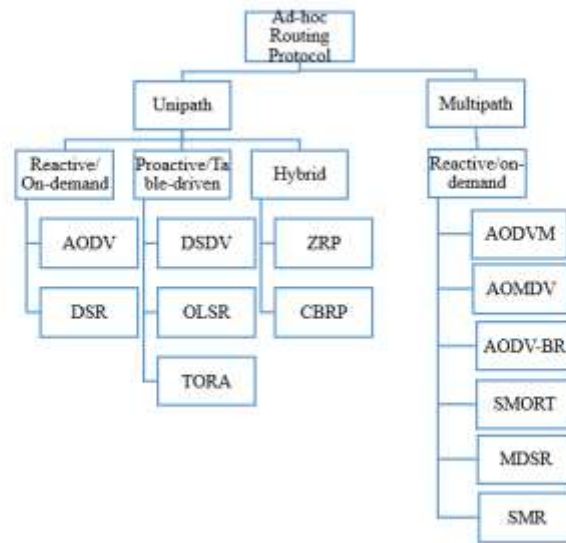 Ad-hoc
Routing
Protocol
Unipath
Multipath
Reactive/
On-demand
Proactive/Ta
ble-driven
Hybrid
Reactive/on-
demand
AODV
DSDV
ZRP
AODVM
DSR
OLSR
CBRP
AOMDV
TORA
AODV-BR
SMORT
MDSR
SMR